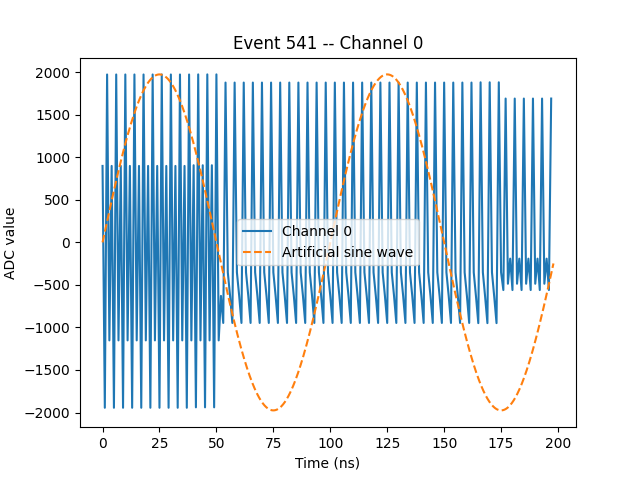 Event 541 -- Channel 0
ADC value
2000
1500
1000
500
0
−500
−1000
−1500
−2000
Channel 0
Artificial sine wave
0 25 50 75 100 125 150 175 200
Time (ns)